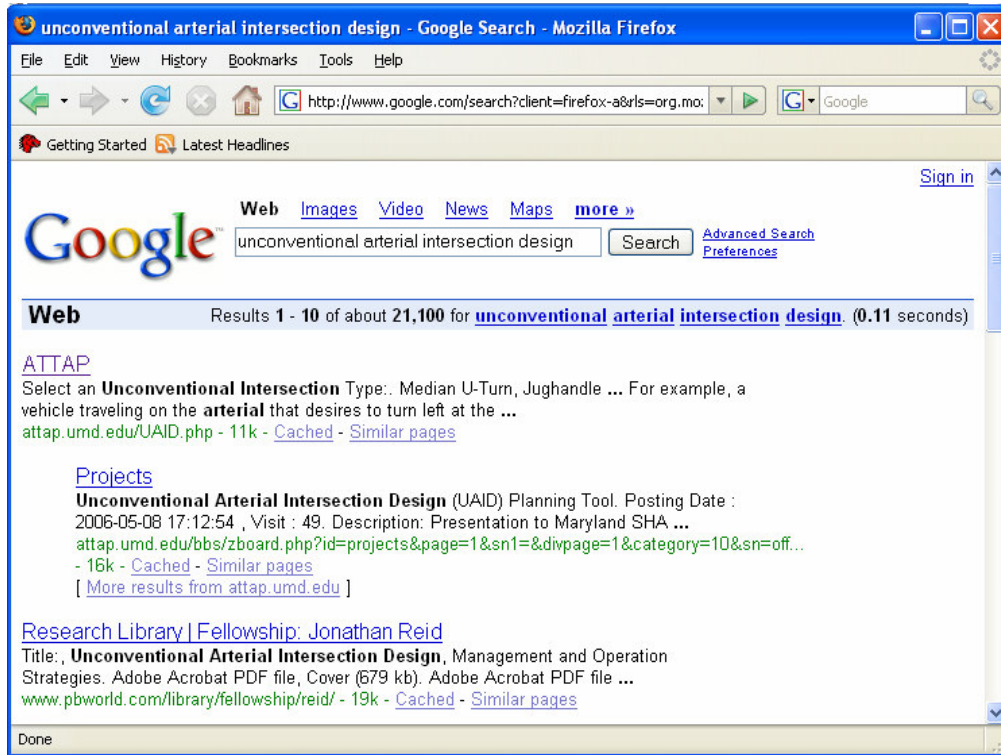 unconventional arterial intersection design - Google Search - Mozilla Firefox
File Edit View History Bookmarks Tools Help
http://www.google.com/search?client=firefox-a&rls=org.mo: Google
Getting Started Latest Headlines
Sign in
Web Images Video News Maps more »
Google™
unconventional arterial intersection design Search Advanced Search
Preferences
Web Results 1 - 10 of about 21,100 for unconventional arterial intersection design. (0.11 seconds)
ATTAP
Select an Unconventional Intersection Type:. Median U-Turn, Jughandle ... For example, a
vehicle traveling on the arterial that desires to turn left at the ...
attap.umd.edu/UAID.php - 11k - Cached - Similar pages
Projects
Unconventional Arterial Intersection Design (UAID) Planning Tool. Posting Date :
2006-05-08 17:12:54 , Visit : 49. Description: Presentation to Maryland SHA ...
attap.umd.edu/bbs/zboard.php?id=projects&page=1&sn1=&divpage=1&category=10&sn=off...
- 16k - Cached - Similar pages
[ More results from attap.umd.edu ]
Research Library | Fellowship: Jonathan Reid
Title:, Unconventional Arterial Intersection Design, Management and Operation
Strategies. Adobe Acrobat PDF file, Cover (679 kb). Adobe Acrobat PDF file ...
www.pbworld.com/library/fellowship/reid/ - 19k - Cached - Similar pages
Done